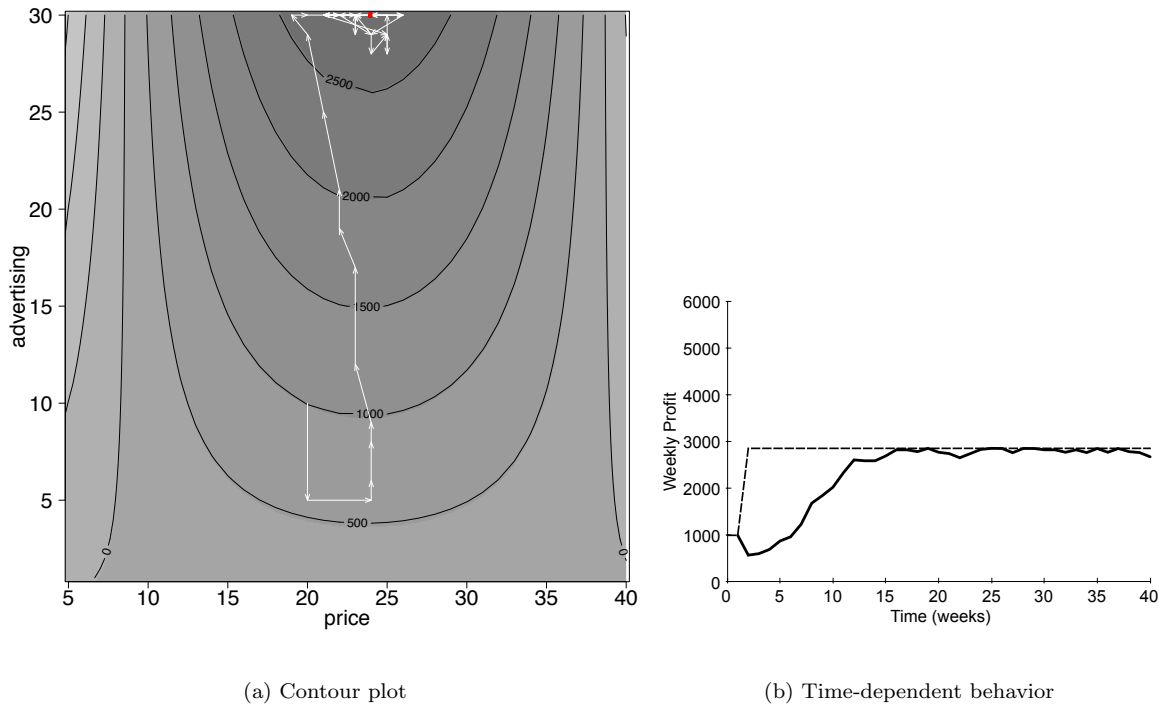 30
25
20
15
10
5
advertising
2500
2000
1500
1000
500
0
0
5 10 15 20 25 30 35 40
price
(a) Contour plot
6000
5000
4000
3000
2000
1000
0
Weekly Profit
0 5 10 15 20 25 30 35 40
Time (weeks)
(b) Time-dependent behavior